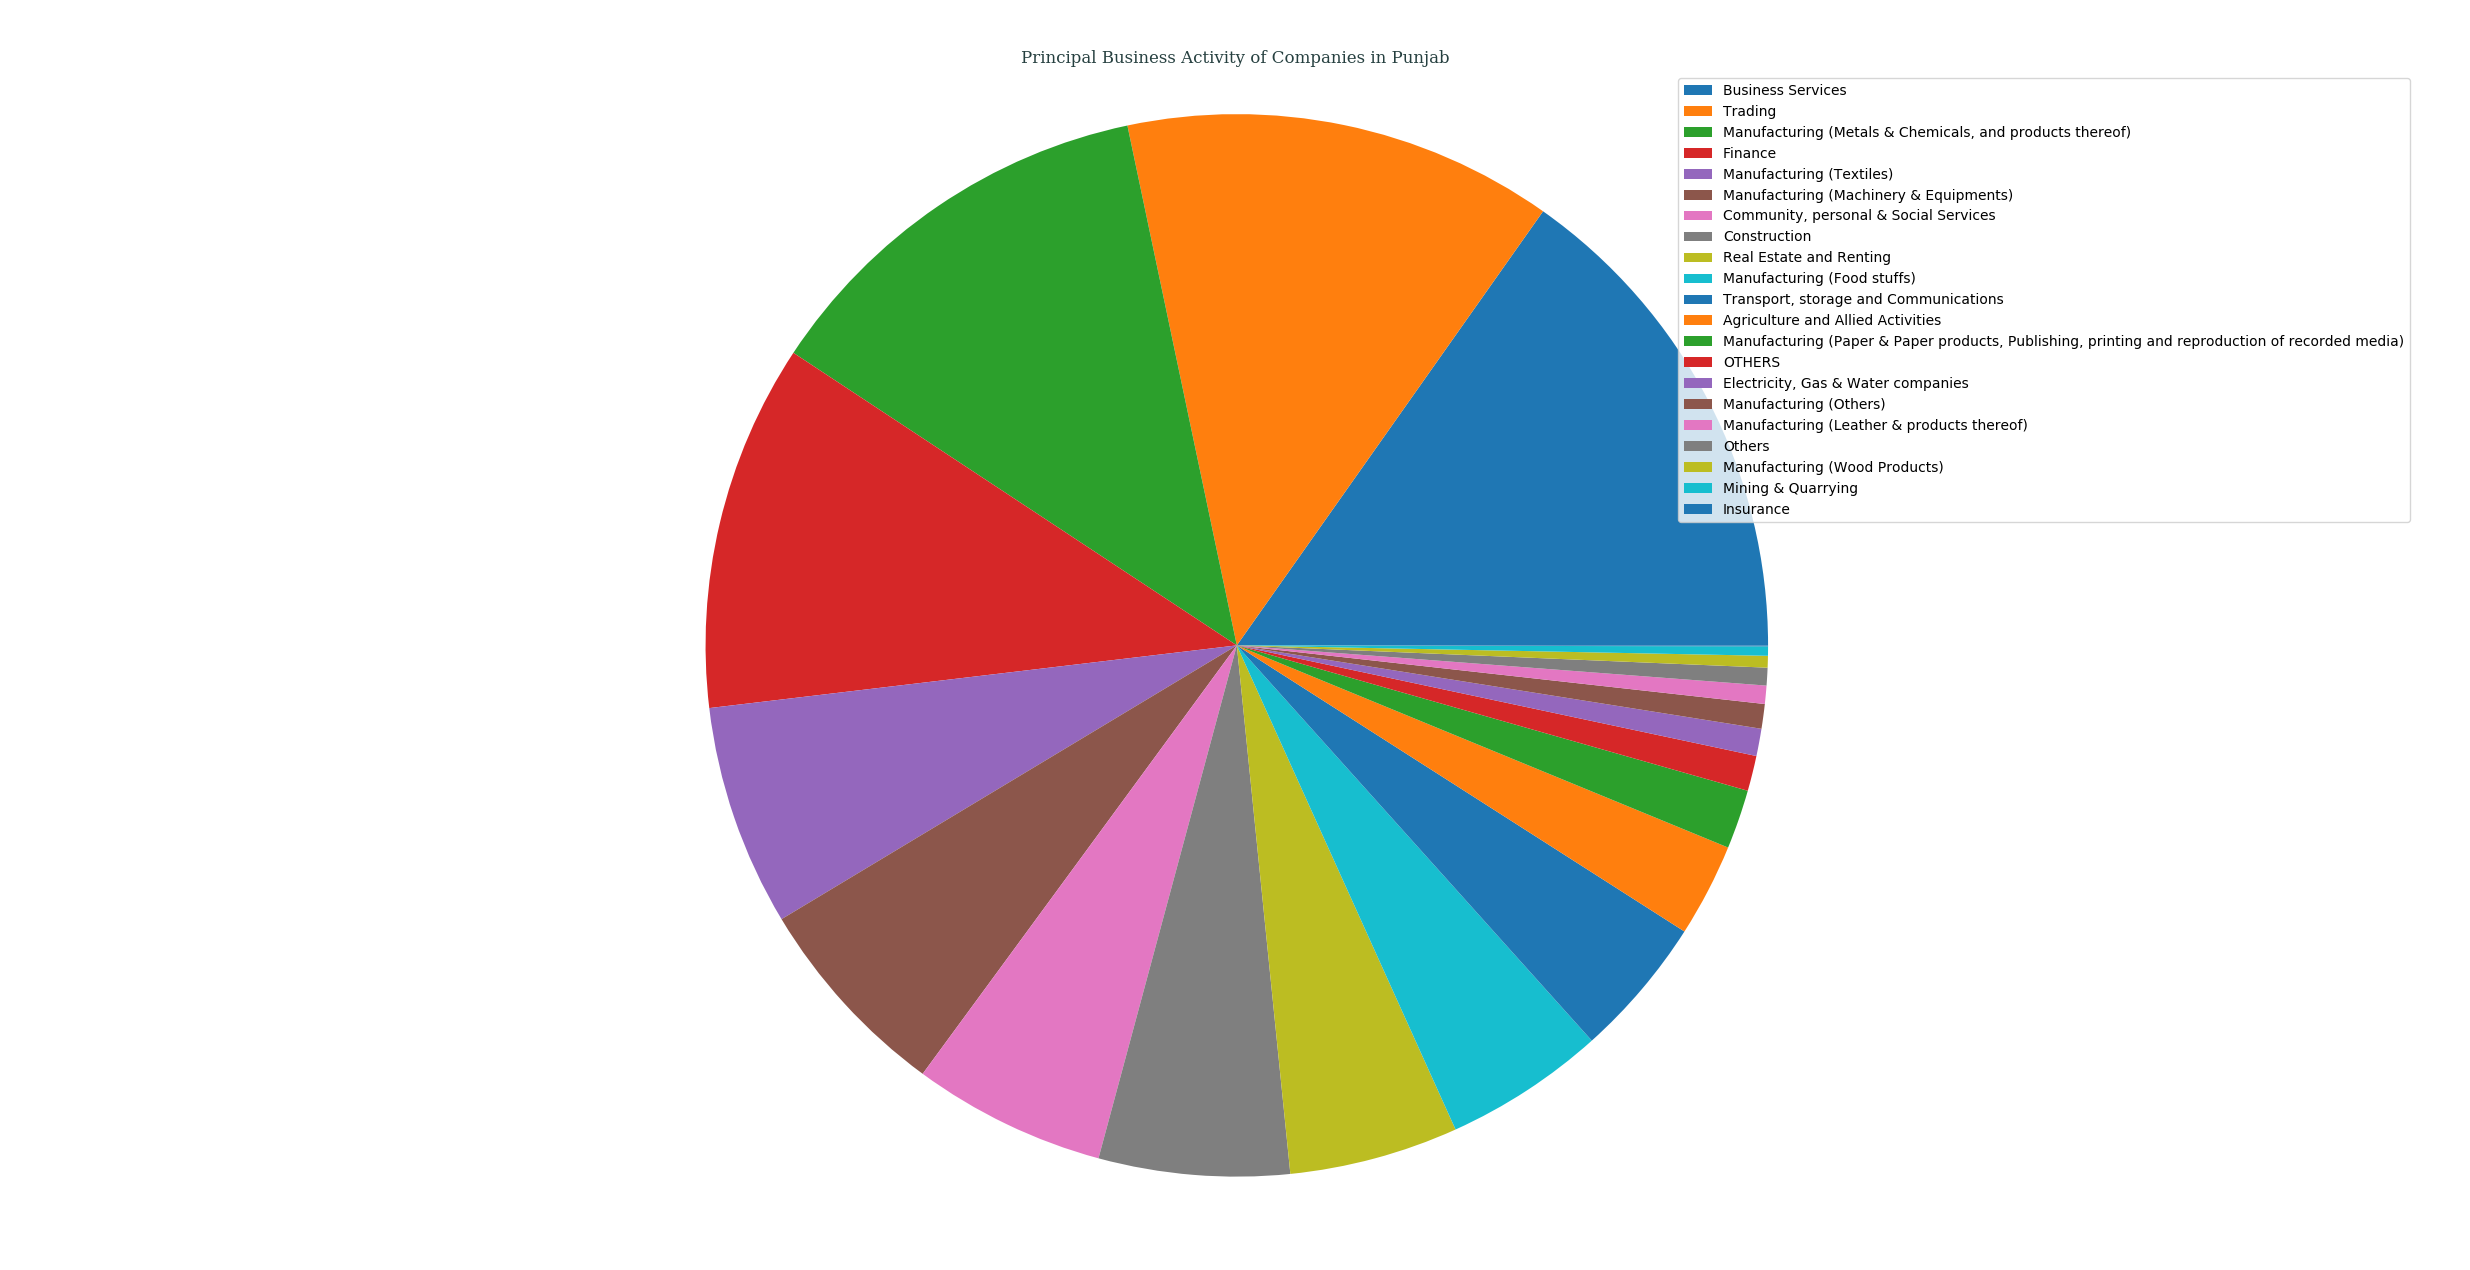 Principal Business Activity of Companies in Punjab
Business Services
Trading
Manufacturing (Metals & Chemicals, and products thereof)
Finance
Manufacturing (Textiles)
Manufacturing (Machinery & Equipments)
Community, personal & Social Services
Construction
Real Estate and Renting
Manufacturing (Food stuffs)
Transport, storage and Communications
Agriculture and Allied Activities
Manufacturing (Paper & Paper products, Publishing, printing and reproduction of recorded media)
OTHERS
Electricity, Gas & Water companies
Manufacturing (Others)
Manufacturing (Leather & products thereof)
Others
Manufacturing (Wood Products)
Mining & Quarrying
Insurance